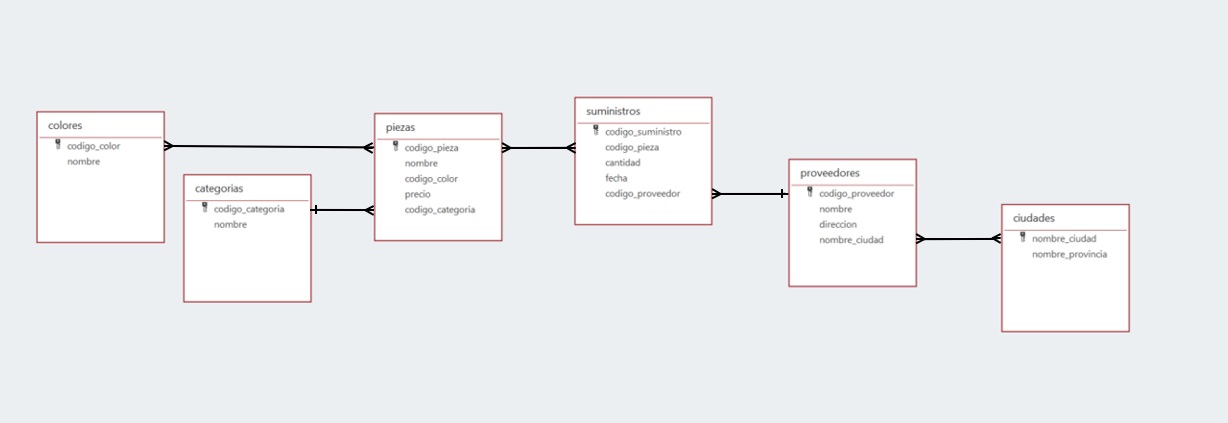 colores
codigo_color
nombre
categorias
codigo_categoria
nombre
piezas
codigo_pieza
nombre
codigo_color
precio
codigo_categoria
suministros
codigo_suministro
codigo_pieza
cantidad
fecha
codigo_proveedor
proveedores
codigo_proveedor
nombre
direccion
nombre_ciudad
ciudades
nombre_ciudad
nombre_provincia